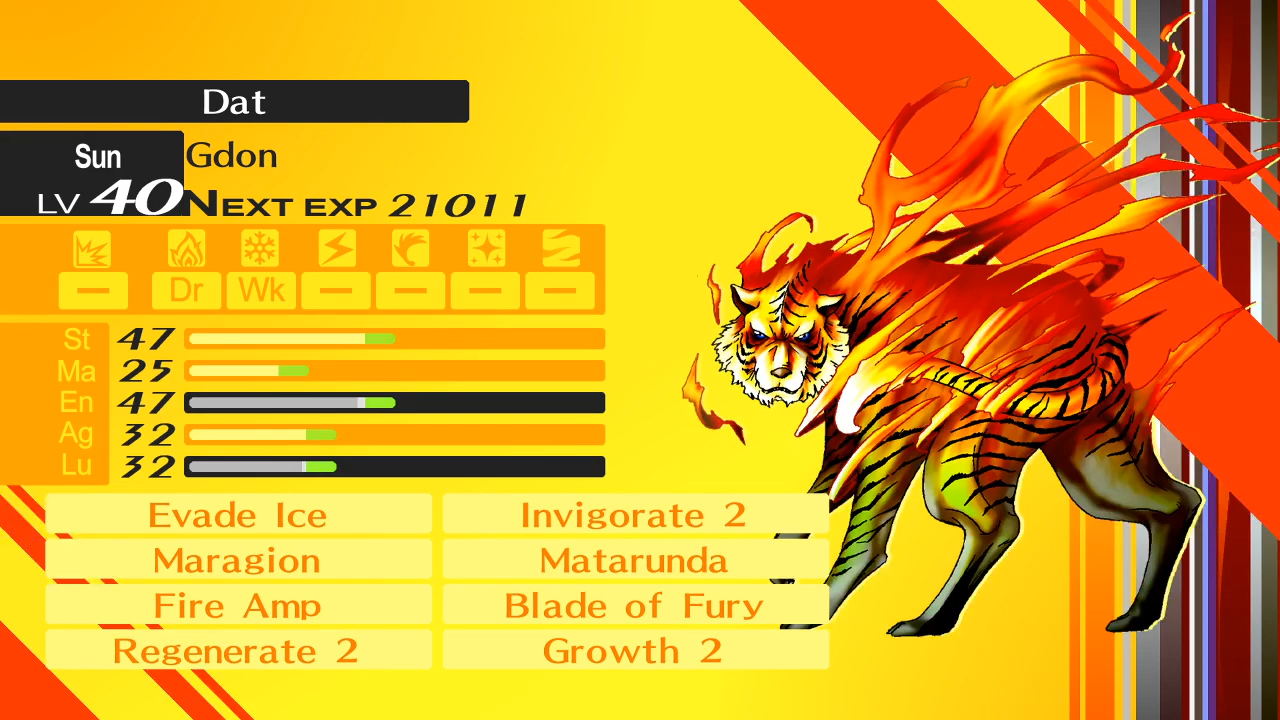 Dat
Sun Gdon
LV 40 NEXT EXP 21011
— Dr Wk — — — —
St 47
Ma 25
En 47
Ag 32
Lu 32
Evade Ice Invigorate 2
Maragion Matarunda
Fire Amp Blade of Fury
Regenerate 2 Growth 2